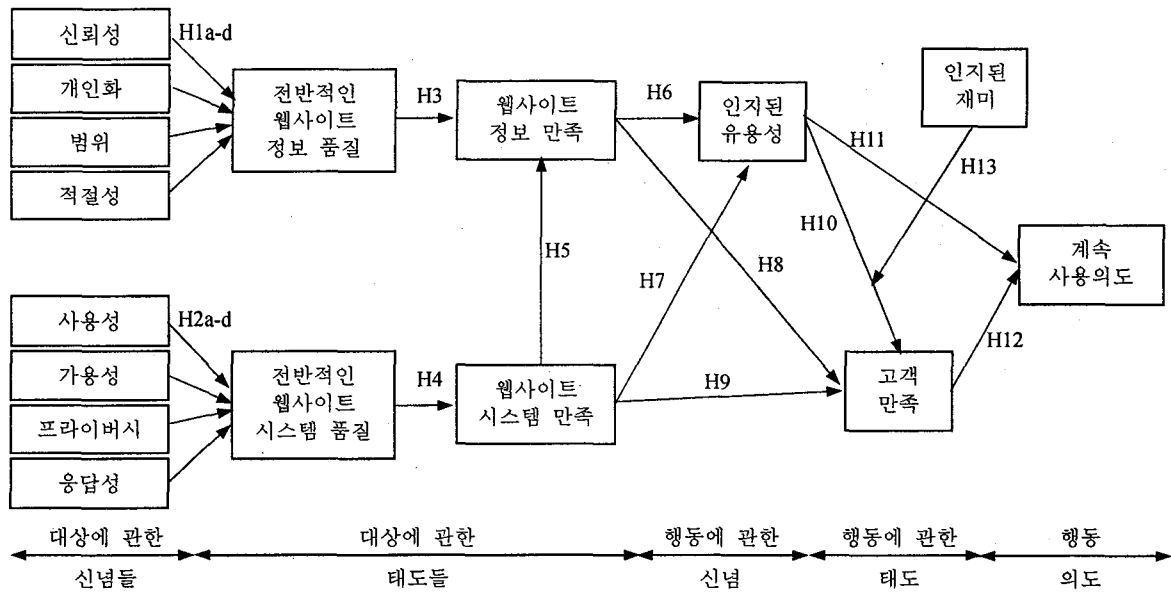 신뢰성
개인화
범위
적절성
H1a-d
전반적인
웹사이트
정보 품질
H3
웹사이트
정보 만족
H6
인지된
유용성
인지된
재미
H11
H13
H10
H5
H7
H8
계속
사용의도
사용성
가용성
프라이버시
응답성
H2a-d
전반적인
웹사이트
시스템 품질
H4
웹사이트
시스템 만족
H9
고객
만족
H12
대상에 관한
신념들
대상에 관한
태도들
행동에 관한
신념
행동에 관한
태도
행동
의도